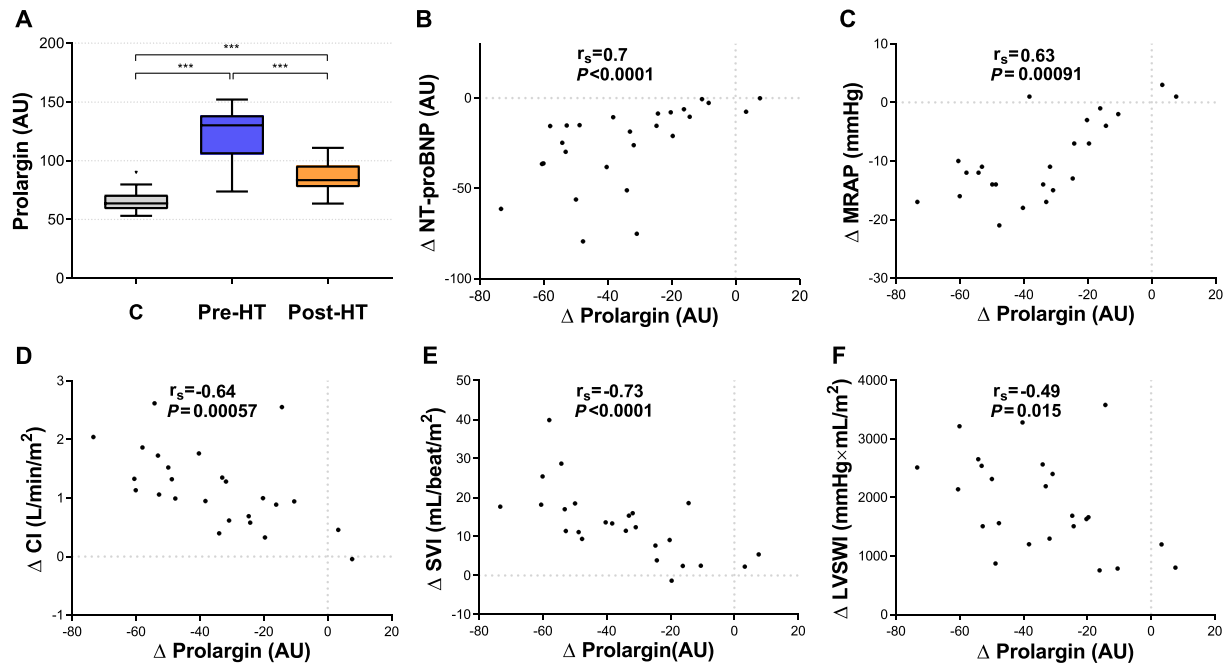 A
Prolargin (AU)
200
150
100
50
0
***
*** ***
C Pre-HT Post-HT
B
Δ NT-proBNP (AU)
rs=0.7
P<0.0001
0
-50
-100
-80 -60 -40 -20 0 20
Δ Prolargin (AU)
C
Δ MRAP (mmHg)
rs=0.63
P= 0.00091
10
0
-10
-20
-30
-80 -60 -40 -20 0 20
Δ Prolargin (AU)
D
Δ CI (L/min/m²)
rs=-0.64
P=0.00057
3
2
1
0
-1
-80 -60 -40 -20 0 20
Δ Prolargin (AU)
E
Δ SVI (mL/beat/m²)
rs=-0.73
P<0.0001
50
40
30
20
10
0
-10
-80 -60 -40 -20 0 20
Δ Prolargin(AU)
F
Δ LVSWI (mmHg×mL/m²)
rs=-0.49
P=0.015
4000
3000
2000
1000
0
-80 -60 -40 -20 0 20
Δ Prolargin (AU)